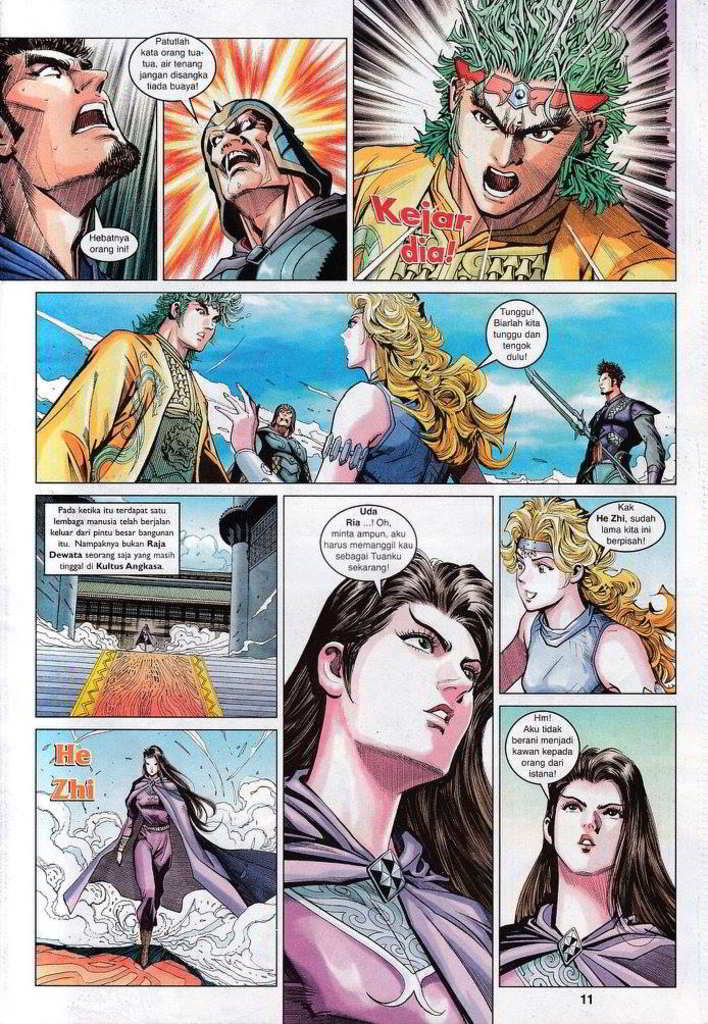 Patutlah
kata orang tua-
tua, air tenang
jangan disangka
tiada buaya!
Hebatnya
orang ini!
Kejar
dia!
Tunggu!
Biarlah kita
tunggu dan
tengok
dulu!
Pada ketika itu terdapat satu
lembaga manusia telah berjalan
keluar dari pintu besar bangunan
itu. Nampaknya bukan Raja
Dewata seorang saja yang masih
tinggal di Kultus Angkasa.
He
Zhi
Uda
Ria ...! Oh,
minta ampun, aku
harus memanggil kau
sebagai Tuanku
sekarang!
Kak
He Zhi, sudah
lama kita ini
berpisah!
Hm!
Aku tidak
berani menjadi
kawan kepada
orang dari
istana!
11